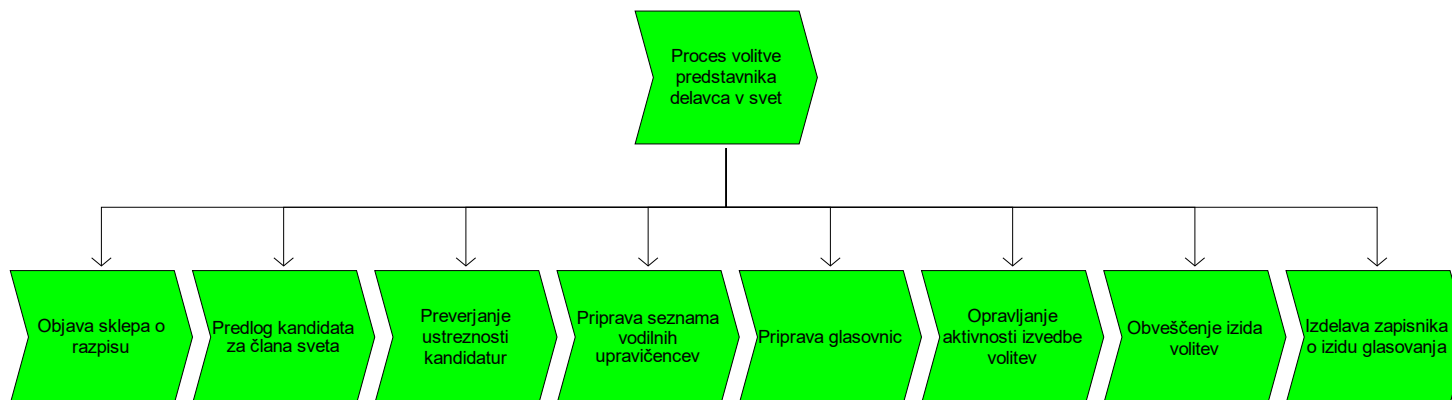 Proces volitve
predstavnika
delavca v svet
Objava sklepa o
razpisu
Predlog kandidata
za člana sveta
Preverjanje
ustreznosti
kandidatur
Priprava seznama
vodilnih
upravičencev
Priprava glasovnic
Opravljanje
aktivnosti izvedbe
volitev
Obveščenje izida
volitev
Izdelava zapisnika
o izidu glasovanja